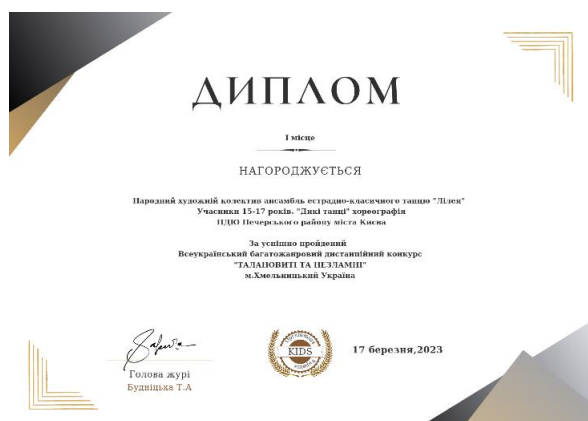 ДИПЛОМ
I місце
НАГОРОДЖУЄТЬСЯ
Народний художній колектив ансамбль естрадно-класичного танцю "Лілея"
Учасники 15-17 років. "Дикі танці" хореографія
ПДЮ Печерського району міста Києва
За успішно пройдений
Всеукраїнський багатожанровий дистанційний конкурс
"ТАЛАНОВИТІ ТА НЕЗЛАМНІ"
м.Хмельницький Україна
KIDS
17 березня,2023
Голова журі
Будніцька Т.А